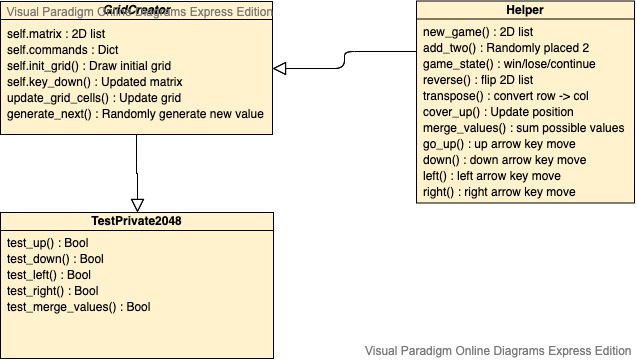 Visual Paradigm Online Diagrams Express Edition
GridCreator
self.matrix : 2D list
self.commands : Dict
self.init_grid() : Draw initial grid
self.key_down() : Updated matrix
update_grid_cells() : Update grid
generate_next() : Randomly generate new value
Helper
new_game() : 2D list
add_two() : Randomly placed 2
game_state() : win/lose/continue
reverse() : flip 2D list
transpose() : convert row -> col
cover_up() : Update position
merge_values() : sum possible values
go_up() : up arrow key move
down() : down arrow key move
left() : left arrow key move
right() : right arrow key move
TestPrivate2048
test_up() : Bool
test_down() : Bool
test_left() : Bool
test_right() : Bool
test_merge_values() : Bool
Visual Paradigm Online Diagrams Express Edition